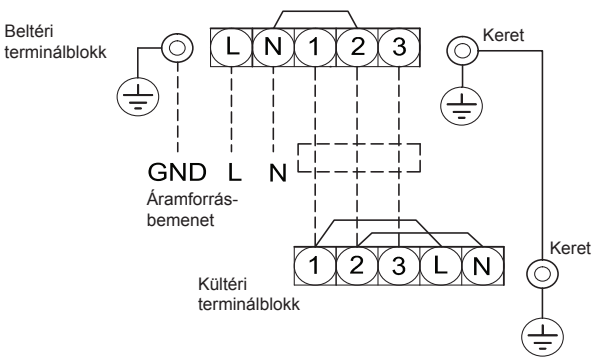 Beltéri
terminálblokk
L N 1 2 3
Keret
GND L N
Áramforrás-
bemenet
1 2 3 L N
Keret
Kültéri
terminálblokk